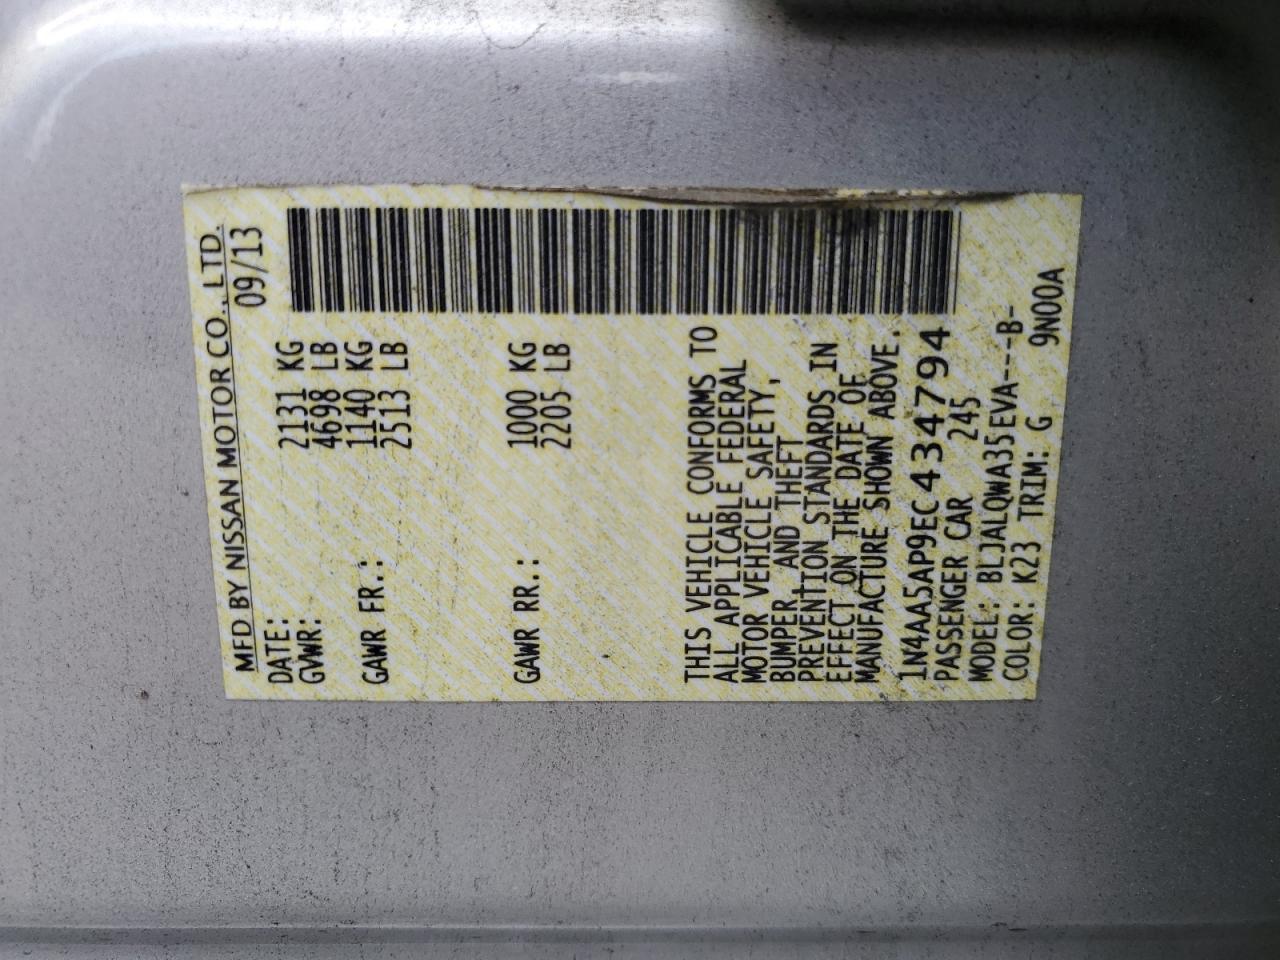 MFD BY NISSAN MOTOR CO., LTD.
DATE: 09/13
GVWR: 2131 KG
4698 LB
GAWR FR.: 1140 KG
2513 LB
GAWR RR.: 1000 KG
2205 LB
THIS VEHICLE CONFORMS TO
ALL APPLICABLE FEDERAL
MOTOR VEHICLE SAFETY,
BUMPER, AND THEFT
PREVENTION STANDARDS IN
EFFECT ON THE DATE OF
MANUFACTURE SHOWN ABOVE.
1N4AA5AP9EC434794
PASSENGER CAR 245
MODEL: BLJALQWA35EVA---B-
COLOR: K23 TRIM: G 9N00A